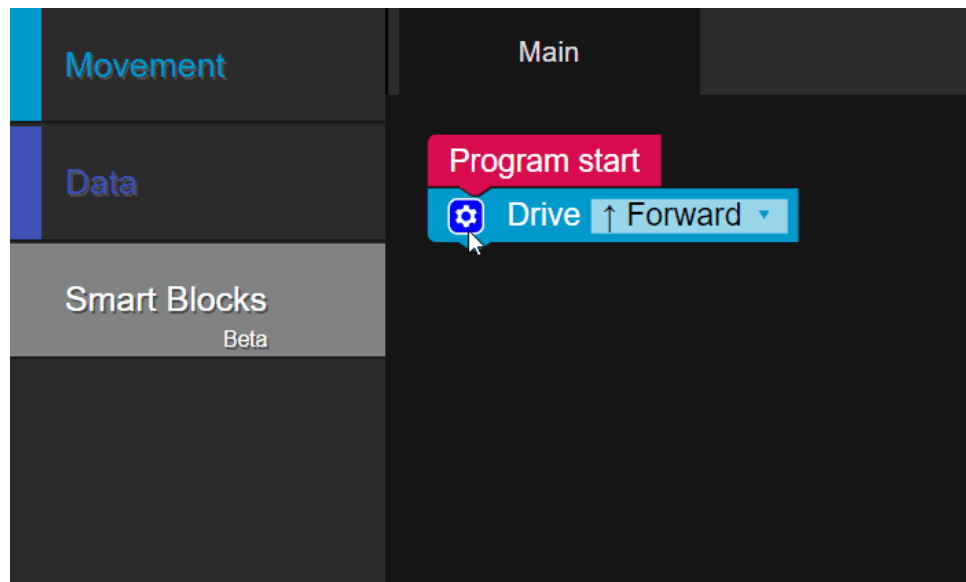 Movement
Data
Smart Blocks
Beta
Main
Program start
Drive ↑ Forward